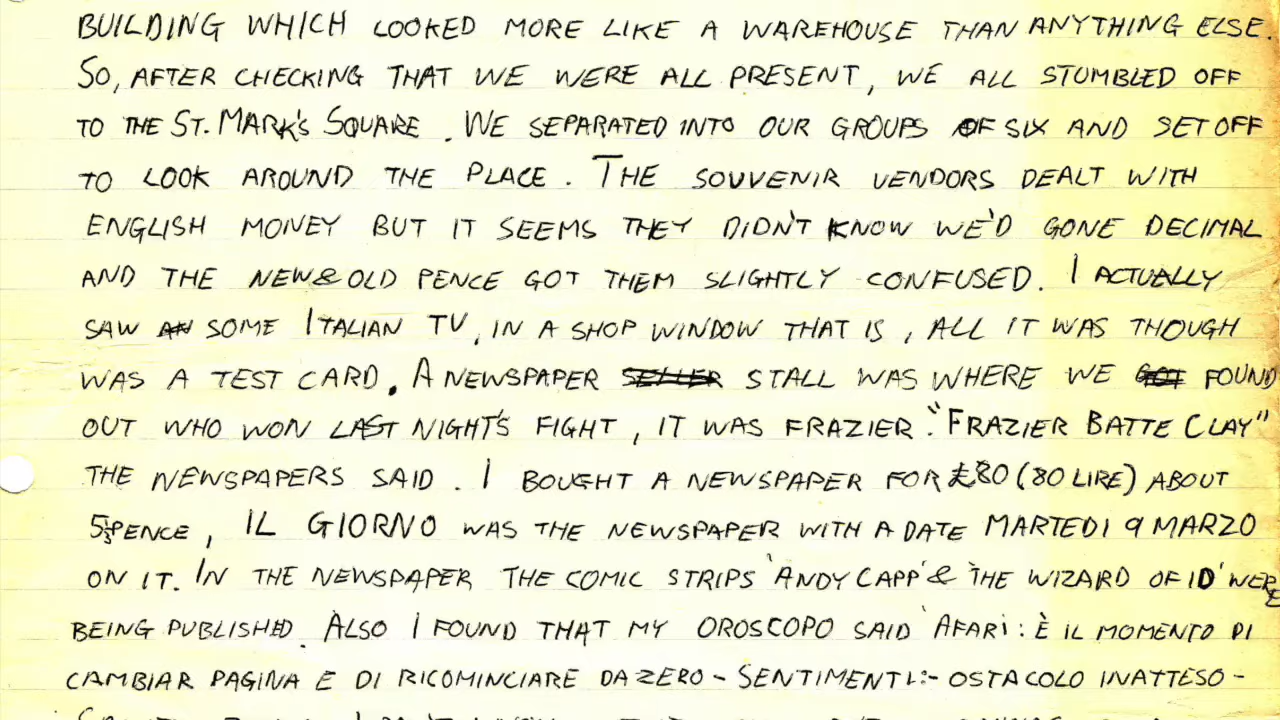 BUILDING WHICH LOOKED MORE LIKE A WAREHOUSE THAN ANYTHING ELSE.
SO, AFTER CHECKING THAT WE WERE ALL PRESENT, WE ALL STUMBLED OFF
TO THE ST. MARK'S SQUARE. WE SEPARATED INTO OUR GROUPS OF SIX AND SET OFF
TO LOOK AROUND THE PLACE. THE SOUVENIR VENDORS DEALT WITH
ENGLISH MONEY BUT IT SEEMS THEY DIDN'T KNOW WE'D GONE DECIMAL
AND THE NEW & OLD PENCE GOT THEM SLIGHTLY CONFUSED. I ACTUALLY
SAW AN SOME ITALIAN TV, IN A SHOP WINDOW THAT IS, ALL IT WAS THOUGH
WAS A TEST CARD. A NEWSPAPER SELLER STALL WAS WHERE WE GOT FOUND
OUT WHO WON LAST NIGHT'S FIGHT, IT WAS FRAZIER. "FRAZIER BATTE CLAY"
THE NEWSPAPERS SAID. I BOUGHT A NEWSPAPER FOR £80 (80 LIRE) ABOUT
PENCE, IL GIORNO WAS THE NEWSPAPER WITH A DATE MARTEDI 9 MARZO
ON IT. IN THE NEWSPAPER THE COMIC STRIPS 'ANDY CAPP' & 'THE WIZARD OF ID' WERE
BEING PUBLISHED. ALSO I FOUND THAT MY OROSCOPO SAID 'AFARI: È IL MOMENTO DI
CAMBIAR PAGINA E DI RICOMINCIARE DA ZERO - SENTIMENTI:- OSTACOLO INATTESO -